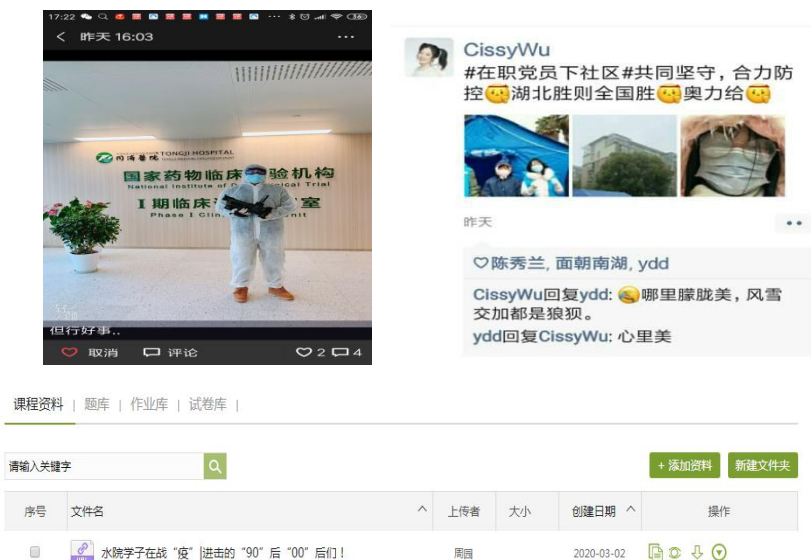 17:22
昨天 16:03
同济医院 TONGJI HOSPITAL
国家药物临床 验机构
National Institute of D ical Trial
I期临床 室
Phase I Clin nit
但行好事..
取消 评论 2 4
CissyWu
#在职党员下社区#共同坚守，合力防
控湖北胜则全国胜奥力给
昨天
陈秀兰, 面朝南湖, ydd
CissyWu回复ydd: 哪里朦胧美，风雪
交加都是狼狈。
ydd回复CissyWu: 心里美
课程资料 | 题库 | 作业库 | 试卷库 |
请输入关键字
+ 添加资料 新建文件夹
序号 文件名 上传者 大小 创建日期 操作
水院学子在战“疫”|进击的“90”后“00”后们！ 周园 2020-03-02